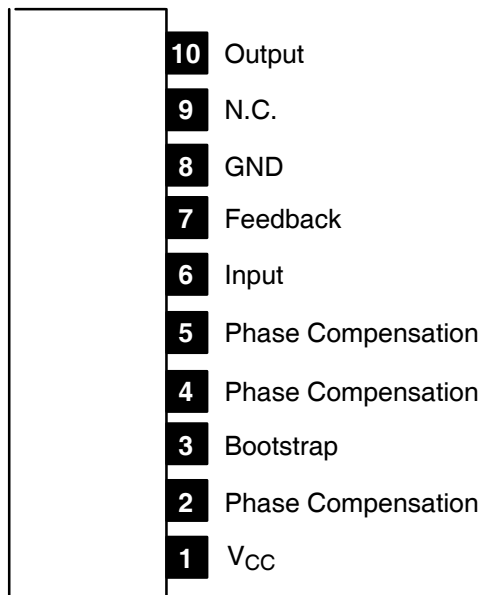 10 Output
9 N.C.
8 GND
7 Feedback
6 Input
5 Phase Compensation
4 Phase Compensation
3 Bootstrap
2 Phase Compensation
1 VCC